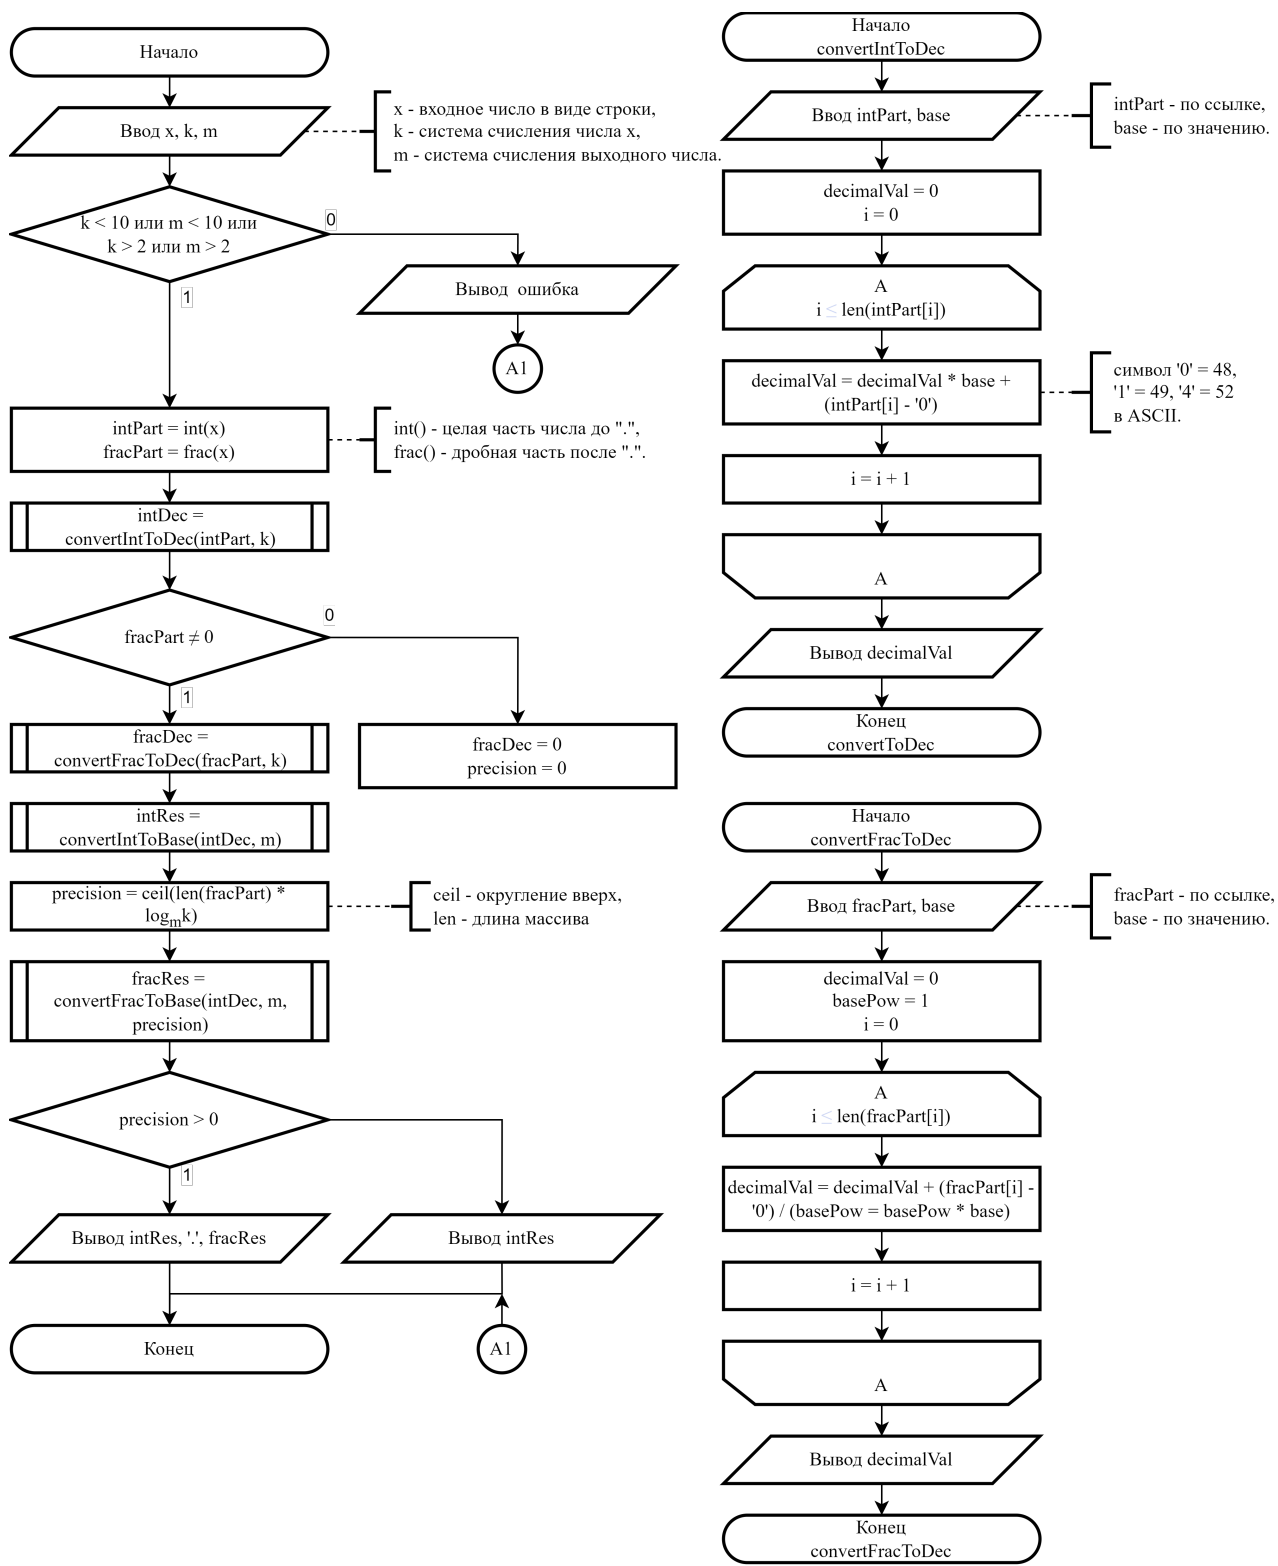 Начало
Ввод x, k, m
x - входное число в виде строки,
k - система счисления числа x,
m - система счисления выходного числа.
k < 10 или m < 10 или
k > 2 или m > 2
0
1
Вывод  ошибка
A1
intPart = int(x)
fracPart = frac(x)
int() - целая часть числа до ".",
frac() - дробная часть после ".".
intDec =
convertIntToDec(intPart, k)
fracPart ≠ 0
0
1
fracDec =
convertFracToDec(fracPart, k)
fracDec = 0
precision = 0
intRes =
convertIntToBase(intDec, m)
precision = ceil(len(fracPart) *
logmk)
ceil - округление вверх,
len - длина массива
fracRes =
convertFracToBase(intDec, m,
precision)
precision > 0
1
Вывод intRes, '.', fracRes
Вывод intRes
Конец
A1
Начало
convertIntToDec
Ввод intPart, base
intPart - по ссылке,
base - по значению.
decimalVal = 0
i = 0
A
i ≤ len(intPart[i])
decimalVal = decimalVal * base +
(intPart[i] - '0')
символ '0' = 48,
'1' = 49, '4' = 52
в ASCII.
i = i + 1
A
Вывод decimalVal
Конец
convertToDec
Начало
convertFracToDec
Ввод fracPart, base
fracPart - по ссылке,
base - по значению.
decimalVal = 0
basePow = 1
i = 0
A
i ≤ len(fracPart[i])
decimalVal = decimalVal + (fracPart[i] -
'0') / (basePow = basePow * base)
i = i + 1
A
Вывод decimalVal
Конец
convertFracToDec